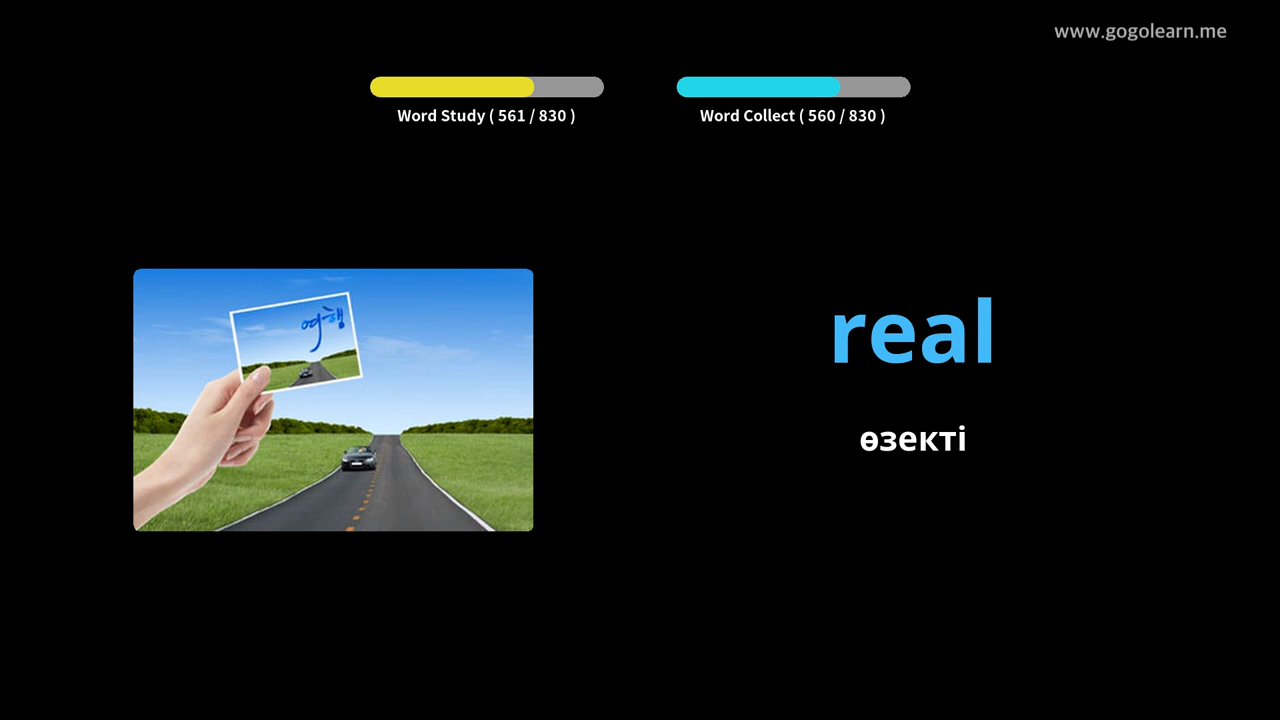 www.gogolearn.me
Word Study ( 561 / 830 )
Word Collect ( 560 / 830 )
여행
real
өзекті